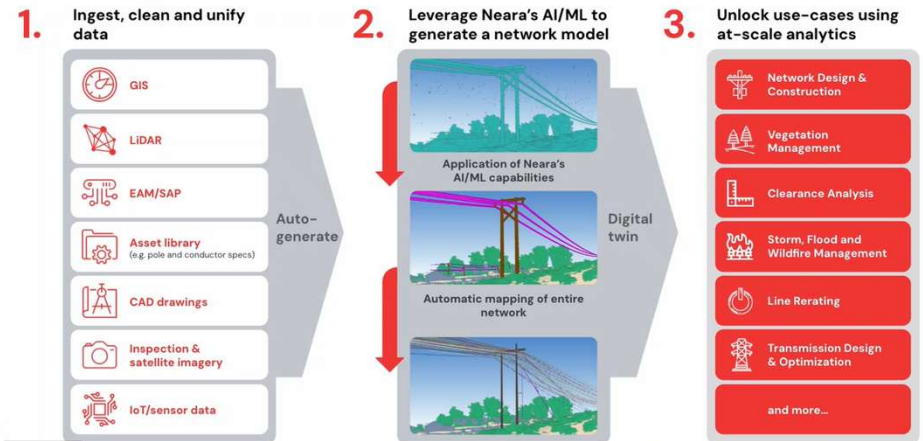 1.
Ingest, clean and unify
data
GIS
LiDAR
EAM/SAP
Asset library
(e.g. pole and conductor specs)
CAD drawings
Inspection &
satellite imagery
IoT/sensor data
Auto-
generate
2.
Leverage Neara's AI/ML to
generate a network model
Application of Neara's
AI/ML capabilities
Automatic mapping of entire
network
Digital
twin
3.
Unlock use-cases using
at-scale analytics
Network Design &
Construction
Vegetation
Management
Clearance Analysis
Storm, Flood and
Wildfire Management
Line Rerating
Transmission Design
& Optimization
and more...